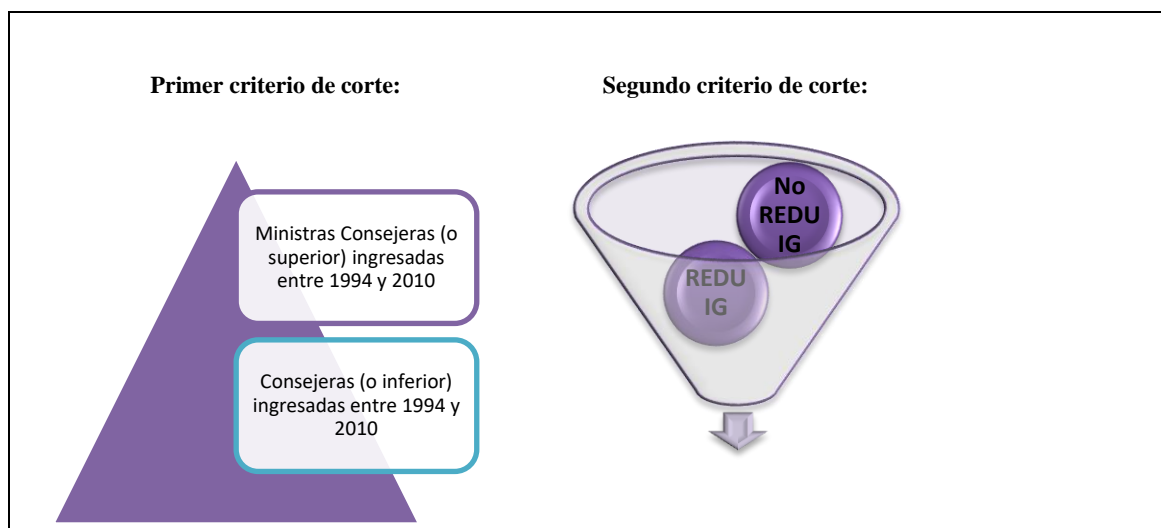 Primer criterio de corte:
Segundo criterio de corte:
Ministras Consejeras (o
superior) ingresadas
entre 1994 y 2010
Consejeras (o inferior)
ingresadas entre 1994 y
2010
No
REDU
IG
REDU
IG